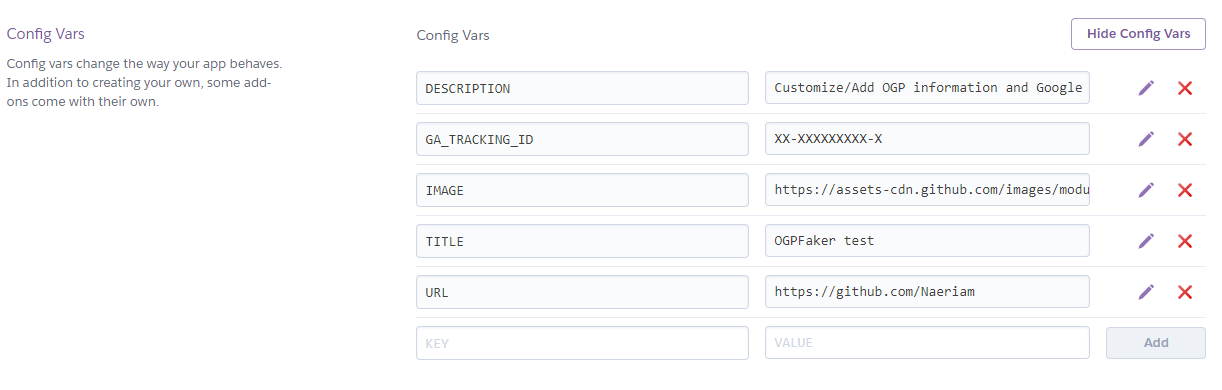 Config Vars
Config vars change the way your app behaves.
In addition to creating your own, some add-
ons come with their own.
Config Vars
Hide Config Vars
DESCRIPTION
Customize/Add OGP information and Google
GA_TRACKING_ID
XX-XXXXXXXXX-X
IMAGE
https://assets-cdn.github.com/images/modu
TITLE
OGPFaker test
URL
https://github.com/Naeriam
KEY
VALUE
Add